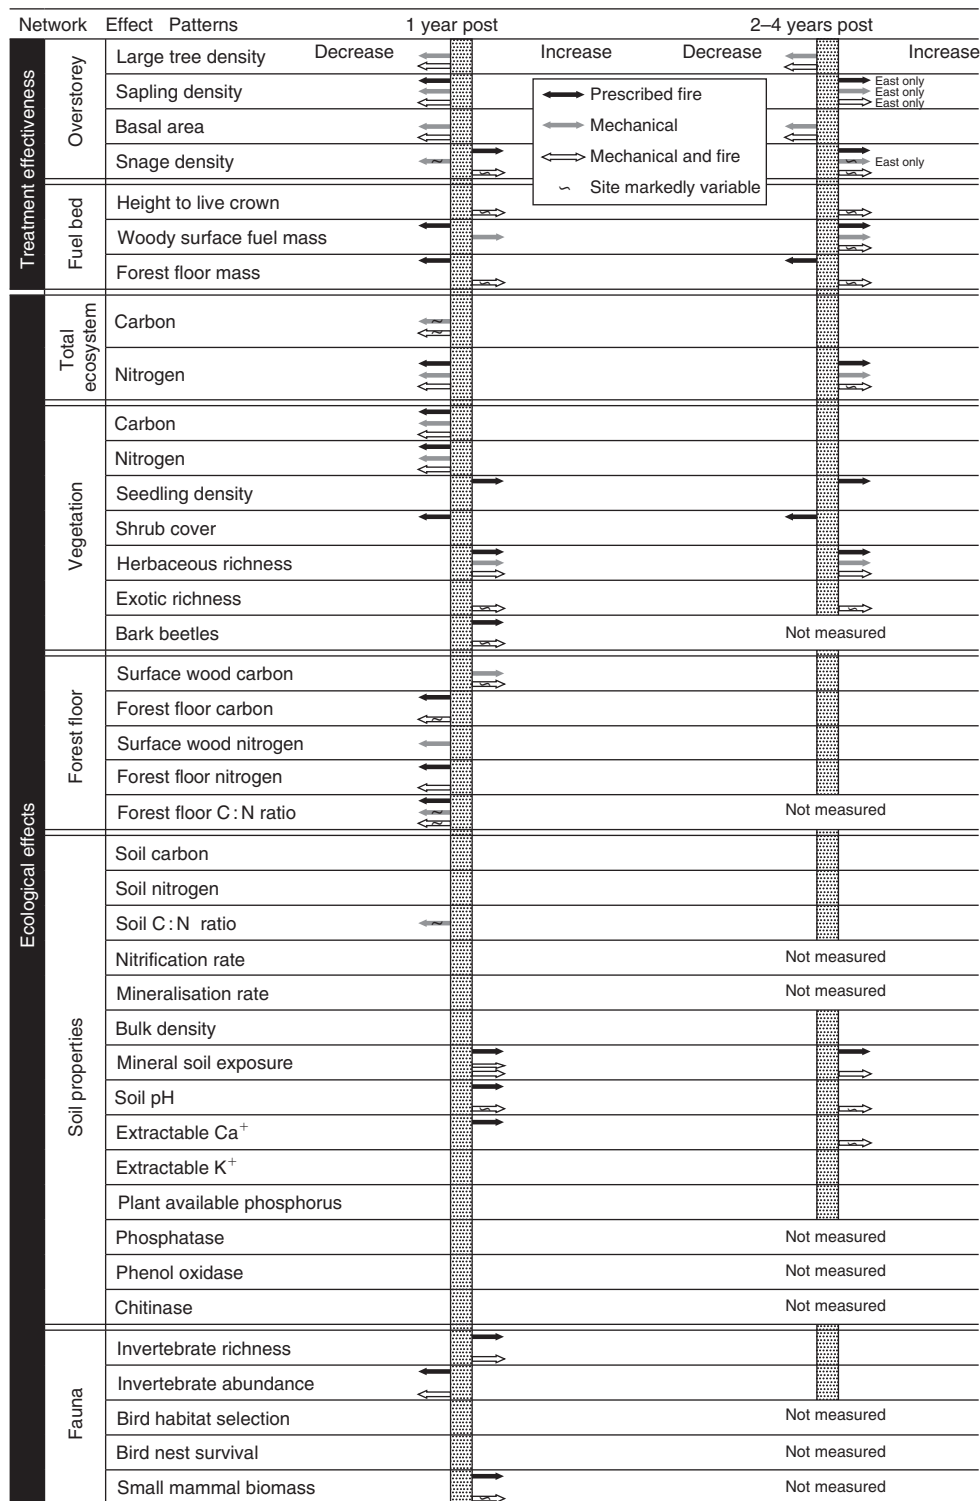 Network Effect Patterns 1 year post 2–4 years post
Decrease Increase Decrease Increase
Treatment effectiveness
Overstorey
Large tree density
Sapling density
East only
East only
East only
Basal area
Snage density
East only
Prescribed fire
Mechanical
Mechanical and fire
Site markedly variable
Fuel bed
Height to live crown
Woody surface fuel mass
Forest floor mass
Ecological effects
Total
ecosystem
Carbon
Nitrogen
Vegetation
Carbon
Nitrogen
Seedling density
Shrub cover
Herbaceous richness
Exotic richness
Bark beetles Not measured
Forest floor
Surface wood carbon
Forest floor carbon
Surface wood nitrogen
Forest floor nitrogen
Forest floor C:N ratio Not measured
Soil properties
Soil carbon
Soil nitrogen
Soil C:N ratio
Nitrification rate Not measured
Mineralisation rate Not measured
Bulk density
Mineral soil exposure
Soil pH
Extractable Ca+
Extractable K+
Plant available phosphorus
Phosphatase Not measured
Phenol oxidase Not measured
Chitinase Not measured
Fauna
Invertebrate richness
Invertebrate abundance
Bird habitat selection Not measured
Bird nest survival Not measured
Small mammal biomass Not measured